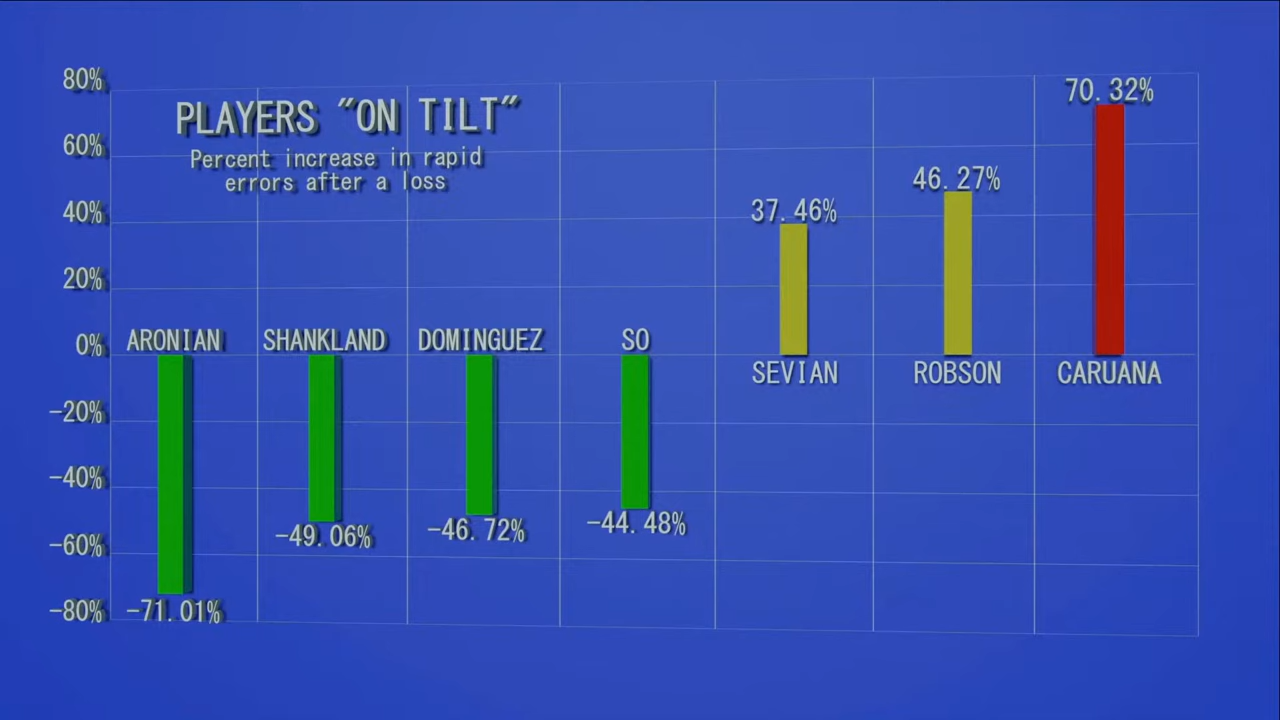 80%
PLAYERS "ON TILT"
Percent increase in rapid
errors after a loss
60%
40%
20%
0%
-20%
-40%
-60%
-80%
ARONIAN
-71.01%
SHANKLAND
-49.06%
DOMINGUEZ
-46.72%
SO
-44.48%
37.46%
SEVIAN
46.27%
ROBSON
70.32%
CARUANA